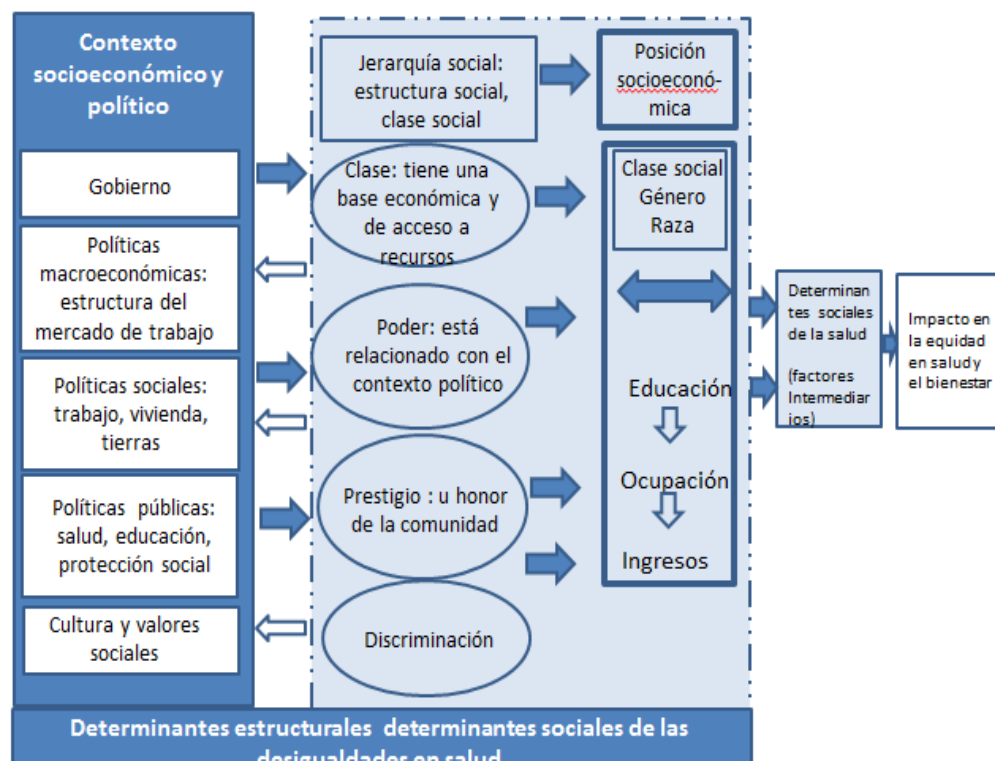 Contexto
socioeconómico y
político
Gobierno
Políticas
macroeconómicas:
estructura del
mercado de trabajo
Políticas sociales:
trabajo, vivienda,
tierras
Políticas públicas:
salud, educación,
protección social
Cultura y valores
sociales
Jerarquía social:
estructura social,
clase social
Clase: tiene una
base económica y
de acceso a
recursos
Poder: está
relacionado con el
contexto político
Prestigio : u honor
de la comunidad
Discriminación
Posición
socioeconó-
mica
Clase social
Género
Raza
Educación
Ocupación
Ingresos
Determinan
tes sociales
de la salud
(factores
Intermediar
ios)
Impacto en
la equidad
en salud y
el bienestar
Determinantes estructurales determinantes sociales de las
desigualdades en salud